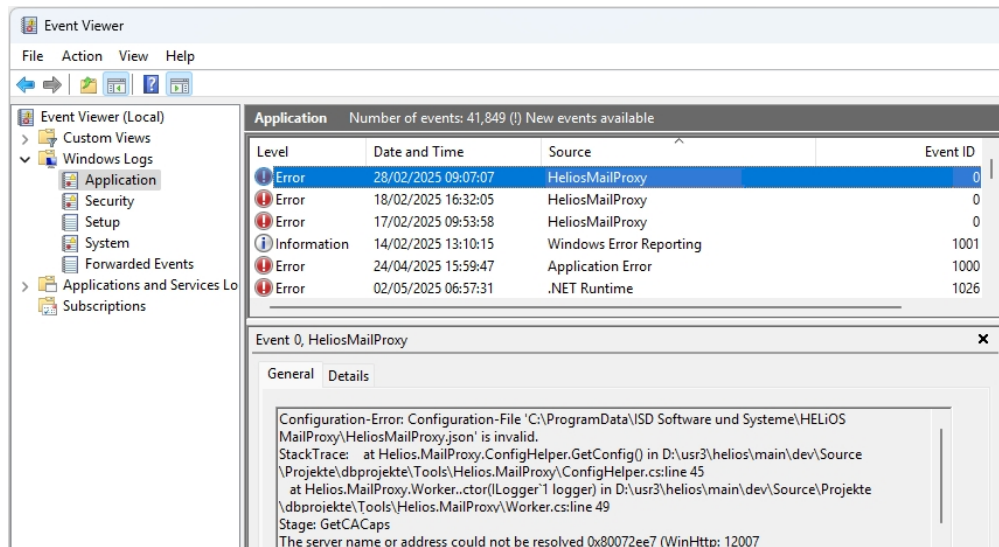 Event Viewer
File Action View Help
Event Viewer (Local)
Custom Views
Windows Logs
Application
Security
Setup
System
Forwarded Events
Applications and Services Lo
Subscriptions
Application Number of events: 41,849 (!) New events available
Level Date and Time Source Event ID
Error 28/02/2025 09:07:07 HeliosMailProxy 0
Error 18/02/2025 16:32:05 HeliosMailProxy 0
Error 17/02/2025 09:53:58 HeliosMailProxy 0
Information 14/02/2025 13:10:15 Windows Error Reporting 1001
Error 24/04/2025 15:59:47 Application Error 1000
Error 02/05/2025 06:57:31 .NET Runtime 1026
Event 0, HeliosMailProxy
General Details
Configuration-Error: Configuration-File 'C:\ProgramData\ISD Software und Systeme\HELiOS
MailProxy\HeliosMailProxy.json' is invalid.
StackTrace: at Helios.MailProxy.ConfigHelper.GetConfig() in D:\usr3\helios\main\dev\Source
\Projekte\dbprojekte\Tools\Helios.MailProxy\ConfigHelper.cs:line 45
at Helios.MailProxy.Worker..ctor(ILogger`1 logger) in D:\usr3\helios\main\dev\Source\Projekte
\dbprojekte\Tools\Helios.MailProxy\Worker.cs:line 49
Stage: GetCACaps
The server name or address could not be resolved 0x80072ee7 (WinHttp: 12007